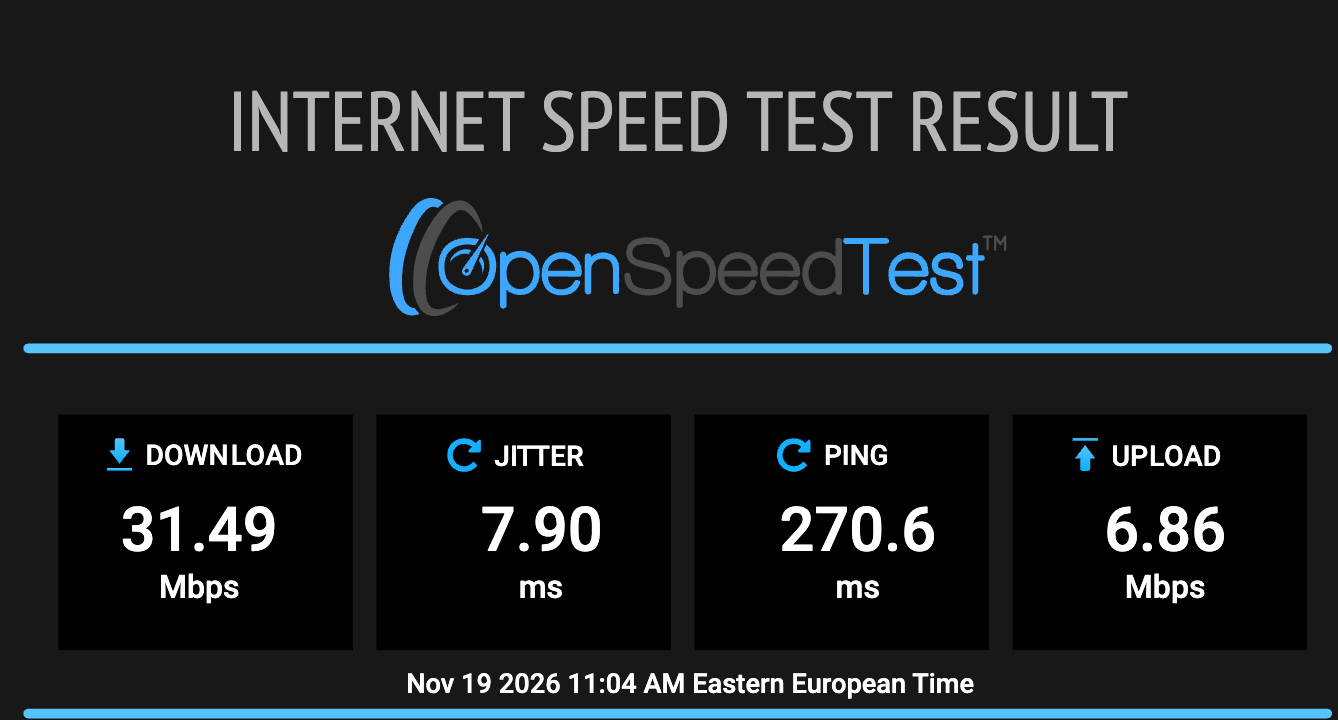 INTERNET SPEED TEST RESULT
OpenSpeedTest™
DOWNLOAD
31.49
Mbps
JITTER
7.90
ms
PING
270.6
ms
UPLOAD
6.86
Mbps
Nov 19 2026 11:04 AM Eastern European Time